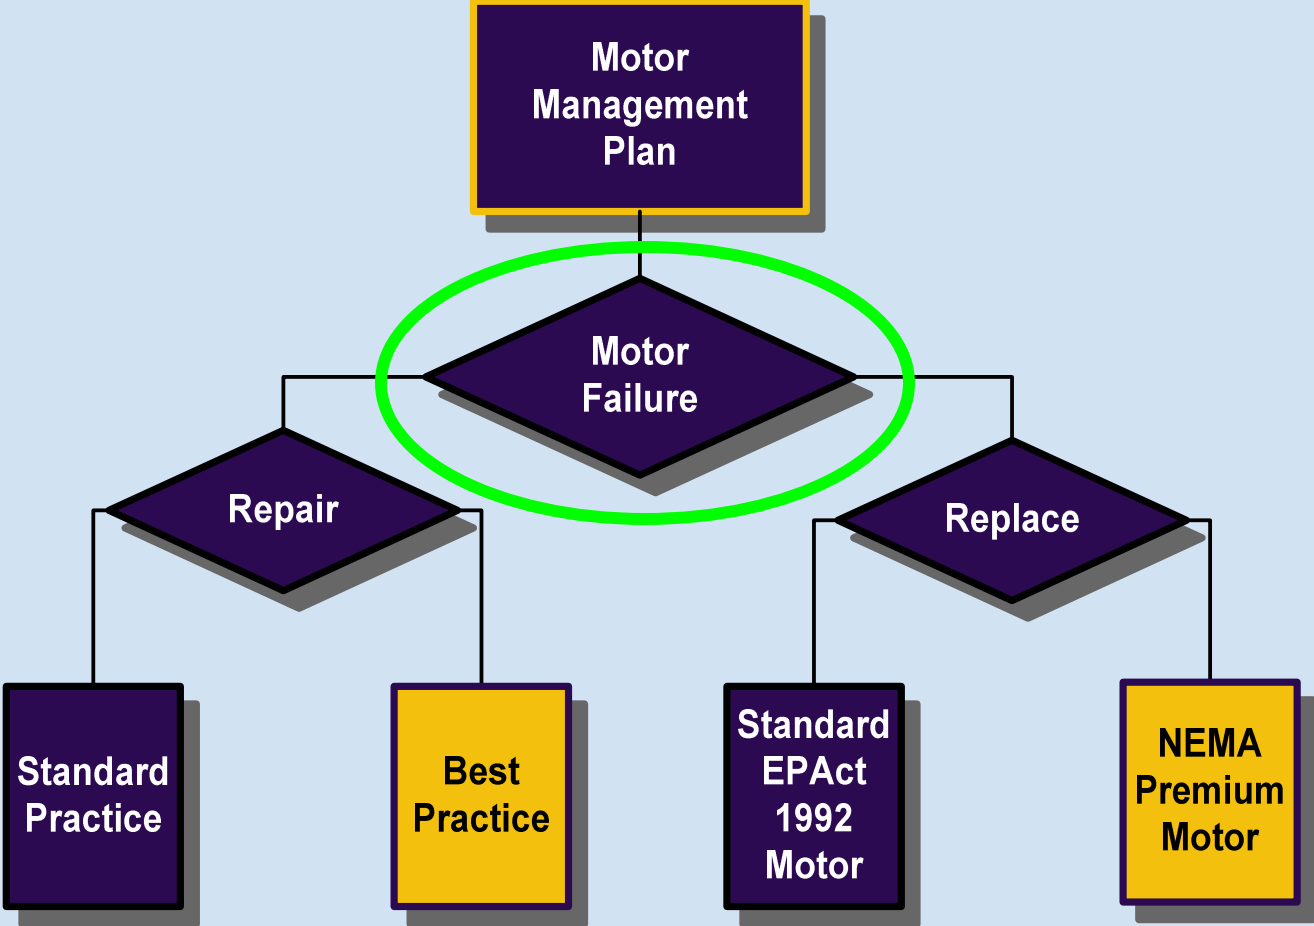 Motor
Management
Plan
Motor
Failure
Repair
Replace
Standard
Practice
Best
Practice
Standard
EPAct
1992
Motor
NEMA
Premium
Motor